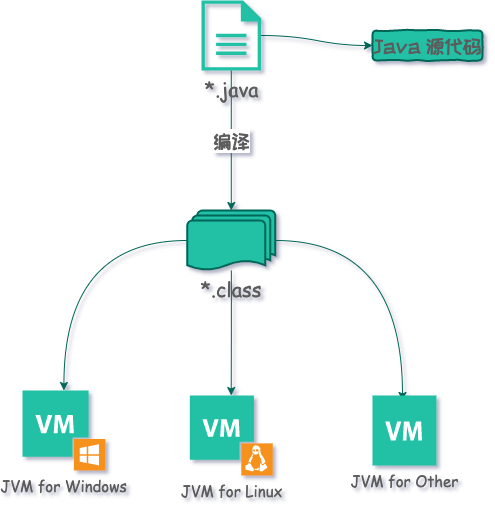 Java 源代码
*.java
编译
*.class
VM
VM
VM
JVM for Windows
JVM for Linux
JVM for Other